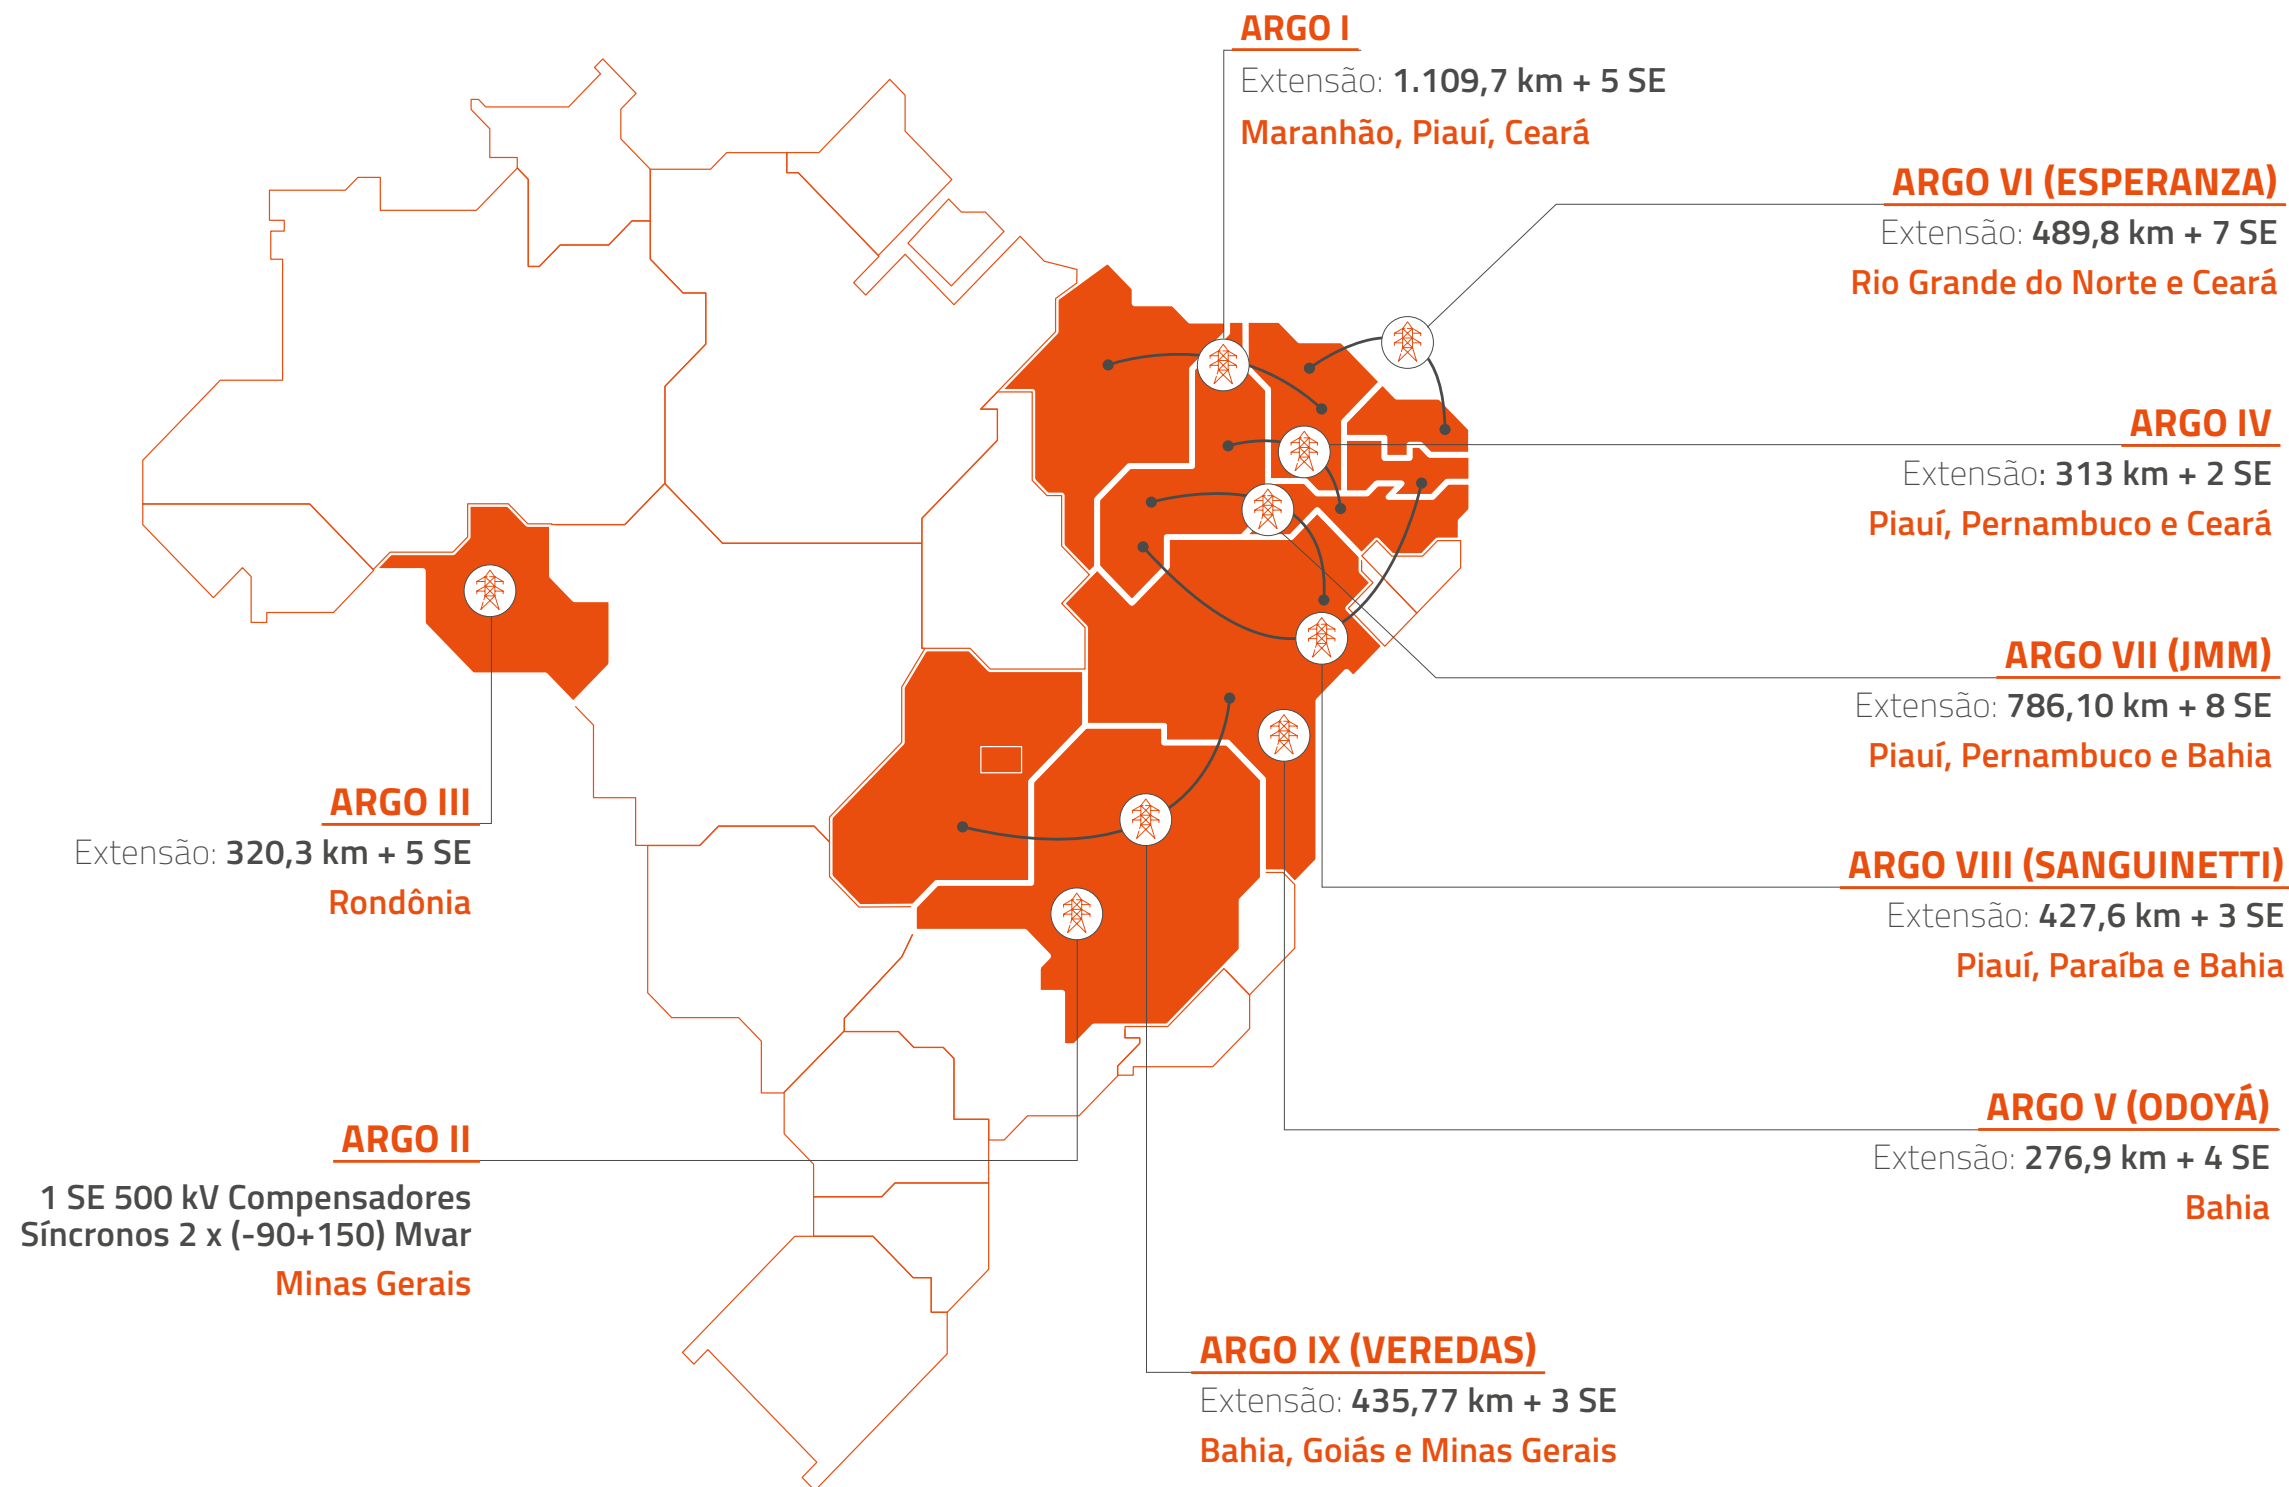 ARGO I
Extensão: 1.109,7 km + 5 SE
Maranhão, Piauí, Ceará
ARGO VI (ESPERANZA)
Extensão: 489,8 km + 7 SE
Rio Grande do Norte e Ceará
ARGO IV
Extensão: 313 km + 2 SE
Piauí, Pernambuco e Ceará
ARGO VII (JMM)
Extensão: 786,10 km + 8 SE
Piauí, Pernambuco e Bahia
ARGO III
Extensão: 320,3 km + 5 SE
Rondônia
ARGO VIII (SANGUINETTI)
Extensão: 427,6 km + 3 SE
Piauí, Paraíba e Bahia
ARGO V (ODOYÁ)
Extensão: 276,9 km + 4 SE
Bahia
ARGO II
1 SE 500 kV Compensadores
Síncronos 2 x (-90+150) Mvar
Minas Gerais
ARGO IX (VEREDAS)
Extensão: 435,77 km + 3 SE
Bahia, Goiás e Minas Gerais